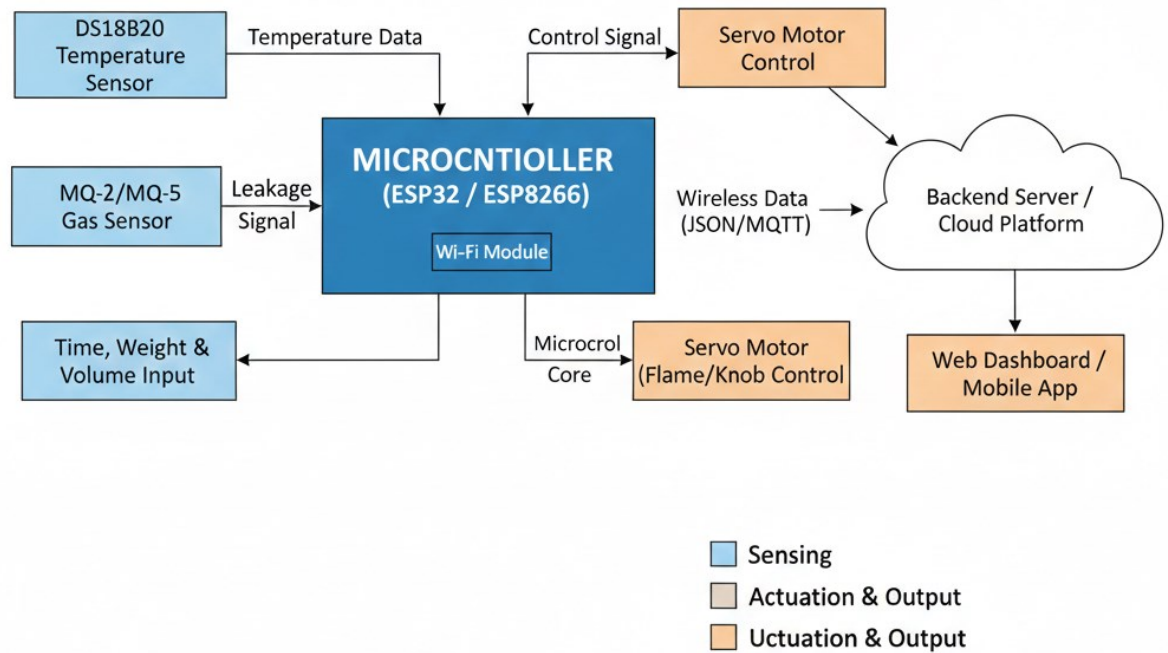 DS18B20
Temperature
Sensor
Temperature Data
Control Signal
Servo Motor
Control
MICROCNTIOLLER
(ESP32 / ESP8266)
Wi-Fi Module
MQ-2/MQ-5
Gas Sensor
Leakage
Signal
Wireless Data
(JSON/MQTT)
Backend Server /
Cloud Platform
Time, Weight &
Volume Input
Microcrol
Core
Servo Motor
(Flame/Knob Control
Web Dashboard /
Mobile App
Sensing
Actuation & Output
Uctuation & Output